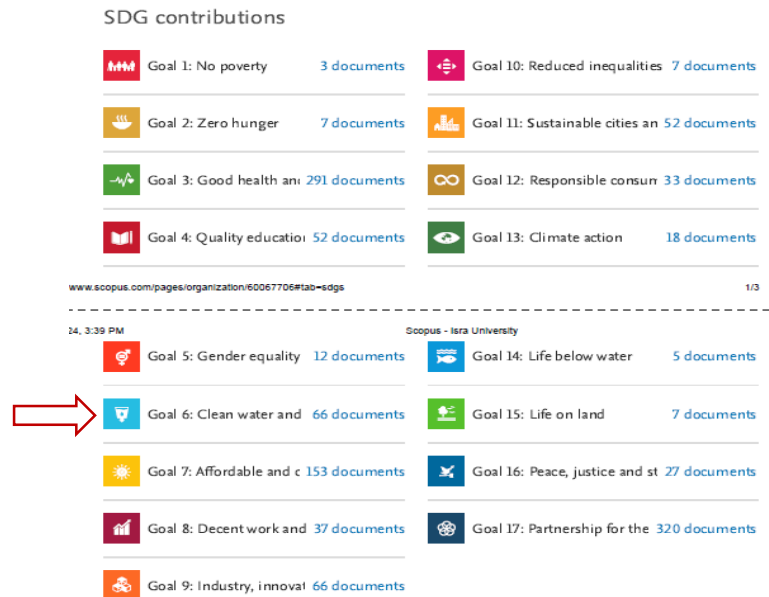 SDG contributions
Goal 1: No poverty 3 documents
Goal 10: Reduced inequalities 7 documents
Goal 2: Zero hunger 7 documents
Goal 11: Sustainable cities an 52 documents
Goal 3: Good health an 291 documents
Goal 12: Responsible consum 33 documents
Goal 4: Quality education 52 documents
Goal 13: Climate action 18 documents
www.scopus.com/pages/organization/60067706#tab=sdgs 1/3
24, 3:39 PM Scopus - Isra University
Goal 5: Gender equality 12 documents
Goal 14: Life below water 5 documents
Goal 6: Clean water and 66 documents
Goal 15: Life on land 7 documents
Goal 7: Affordable and c 153 documents
Goal 16: Peace, justice and st 27 documents
Goal 8: Decent work and 37 documents
Goal 17: Partnership for the 320 documents
Goal 9: Industry, innovat 66 documents